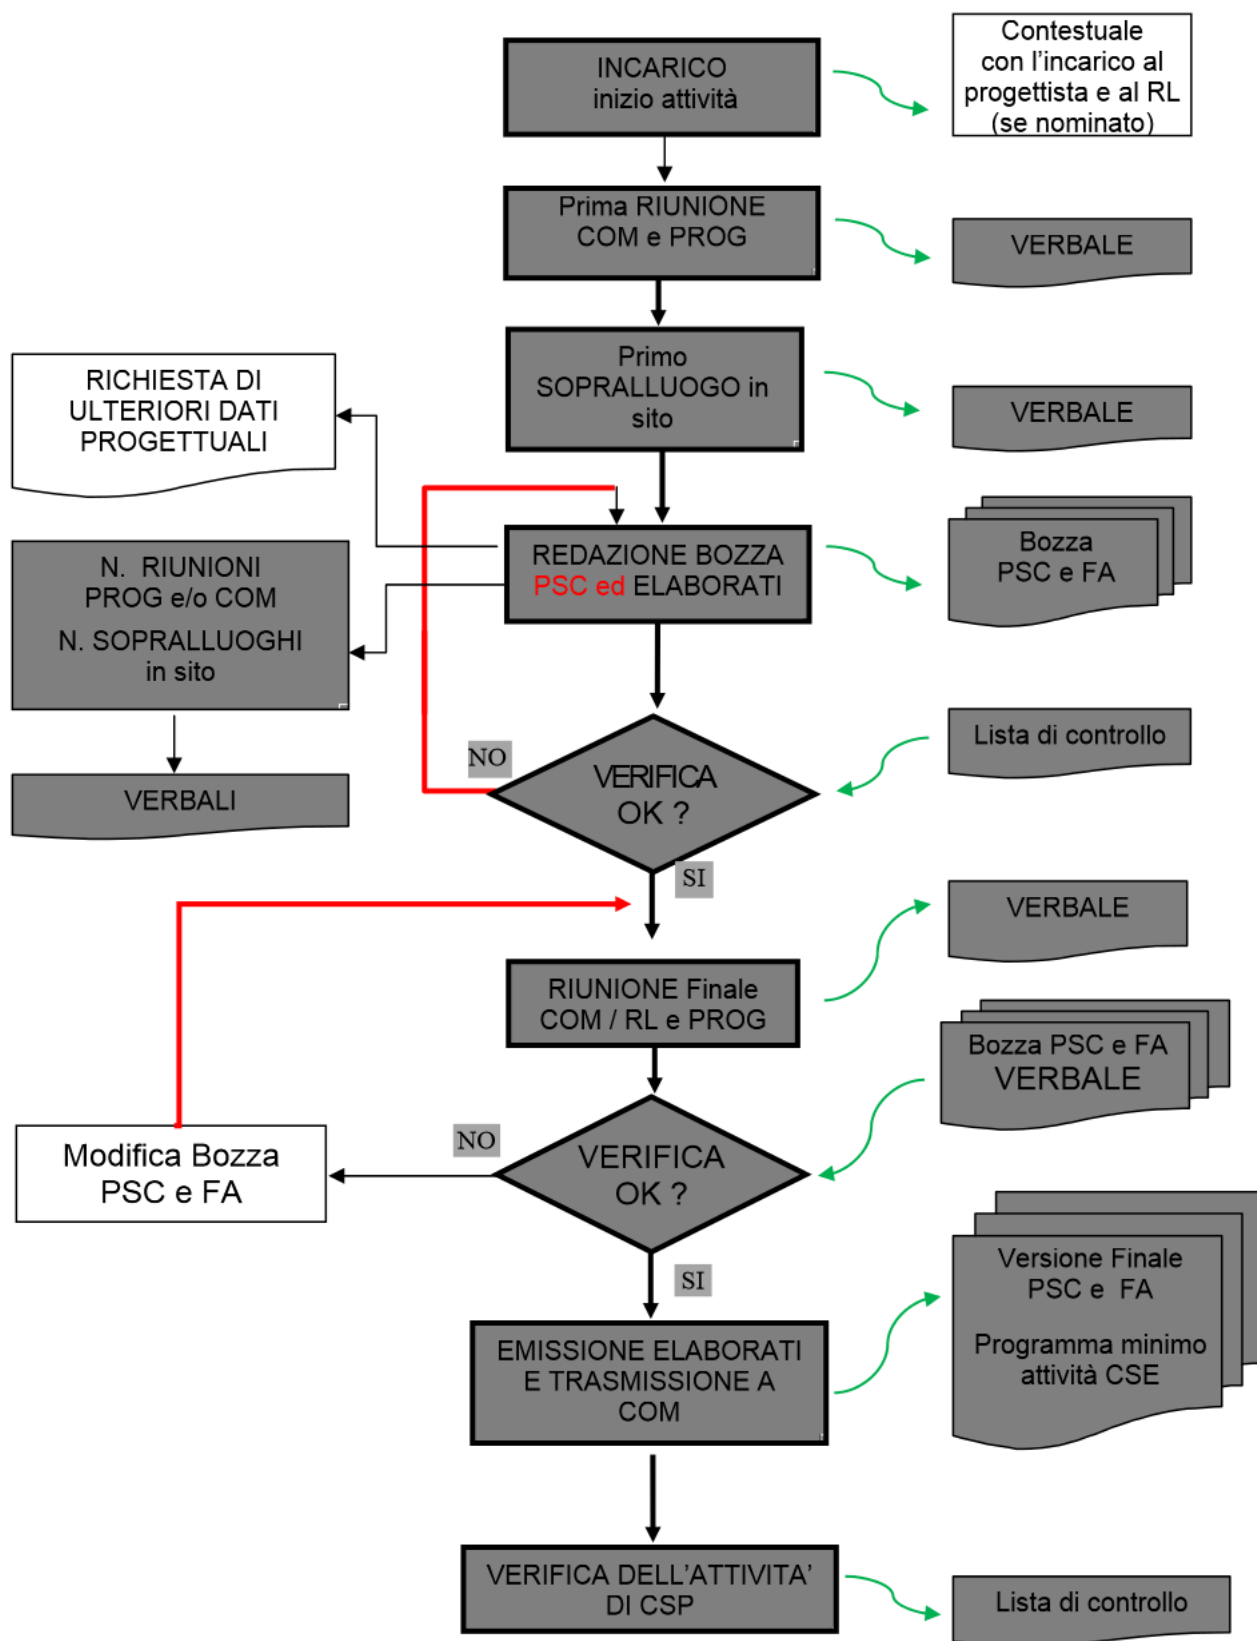 INCARICO
inizio attività
Contestuale
con l'incarico al
progettista e al RL
(se nominato)
Prima RIUNIONE
COM e PROG
VERBALE
Primo
SOPRALLUOGO in
sito
VERBALE
RICHIESTA DI
ULTERIORI DATI
PROGETTUALI
REDAZIONE BOZZA
PSC ed ELABORATI
Bozza
PSC e FA
N. RIUNIONI
PROG e/o COM
N. SOPRALLUOGHI
in sito
VERBALI
NO
VERIFICA
OK ?
Lista di controllo
SI
VERBALE
RIUNIONE Finale
COM / RL e PROG
Bozza PSC e FA
VERBALE
Modifica Bozza
PSC e FA
NO
VERIFICA
OK ?
SI
Versione Finale
PSC e FA
Programma minimo
attività CSE
EMISSIONE ELABORATI
E TRASMISSIONE A
COM
VERIFICA DELL'ATTIVITA'
DI CSP
Lista di controllo